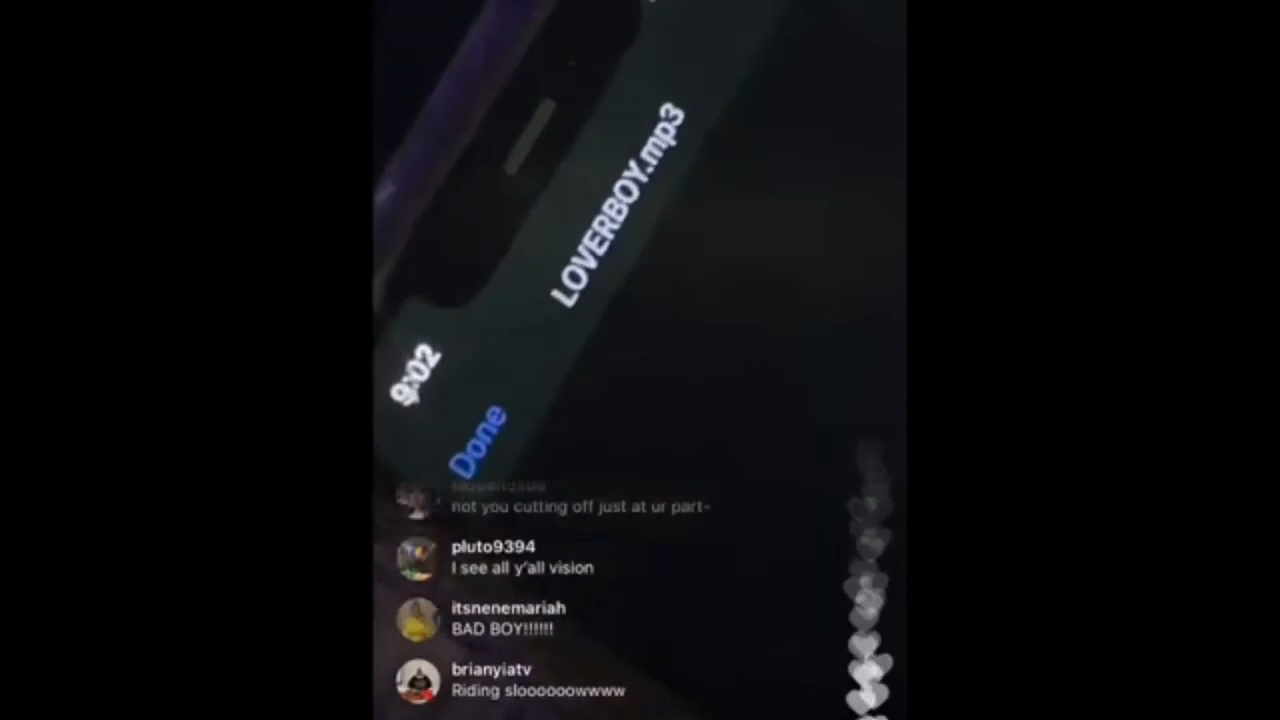 LOVERBOY.mp3
9:02
Done
not you cutting off just at ur part-
pluto9394
I see all y'all vision
itsnenemariah
BAD BOY!!!!!!
brianyiatv
Riding sloooooowwww